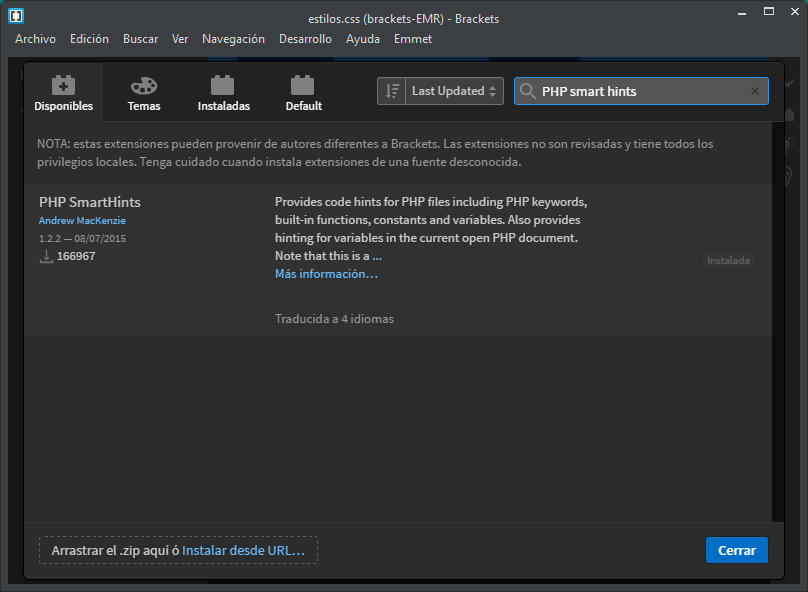 estilos.css (brackets-EMR) - Brackets
Archivo Edición Buscar Ver Navegación Desarrollo Ayuda Emmet
Disponibles Temas Instaladas Default Last Updated PHP smart hints
NOTA: estas extensiones pueden provenir de autores diferentes a Brackets. Las extensiones no son revisadas y tiene todos los
privilegios locales. Tenga cuidado cuando instala extensiones de una fuente desconocida.
PHP SmartHints
Andrew MacKenzie
1.2.2 — 08/07/2015
166967
Provides code hints for PHP files including PHP keywords,
built-in functions, constants and variables. Also provides
hinting for variables in the current open PHP document.
Note that this is a ...
Más información…
Traducida a 4 idiomas
Instalada
Arrastrar el .zip aquí ó Instalar desde URL…
Cerrar